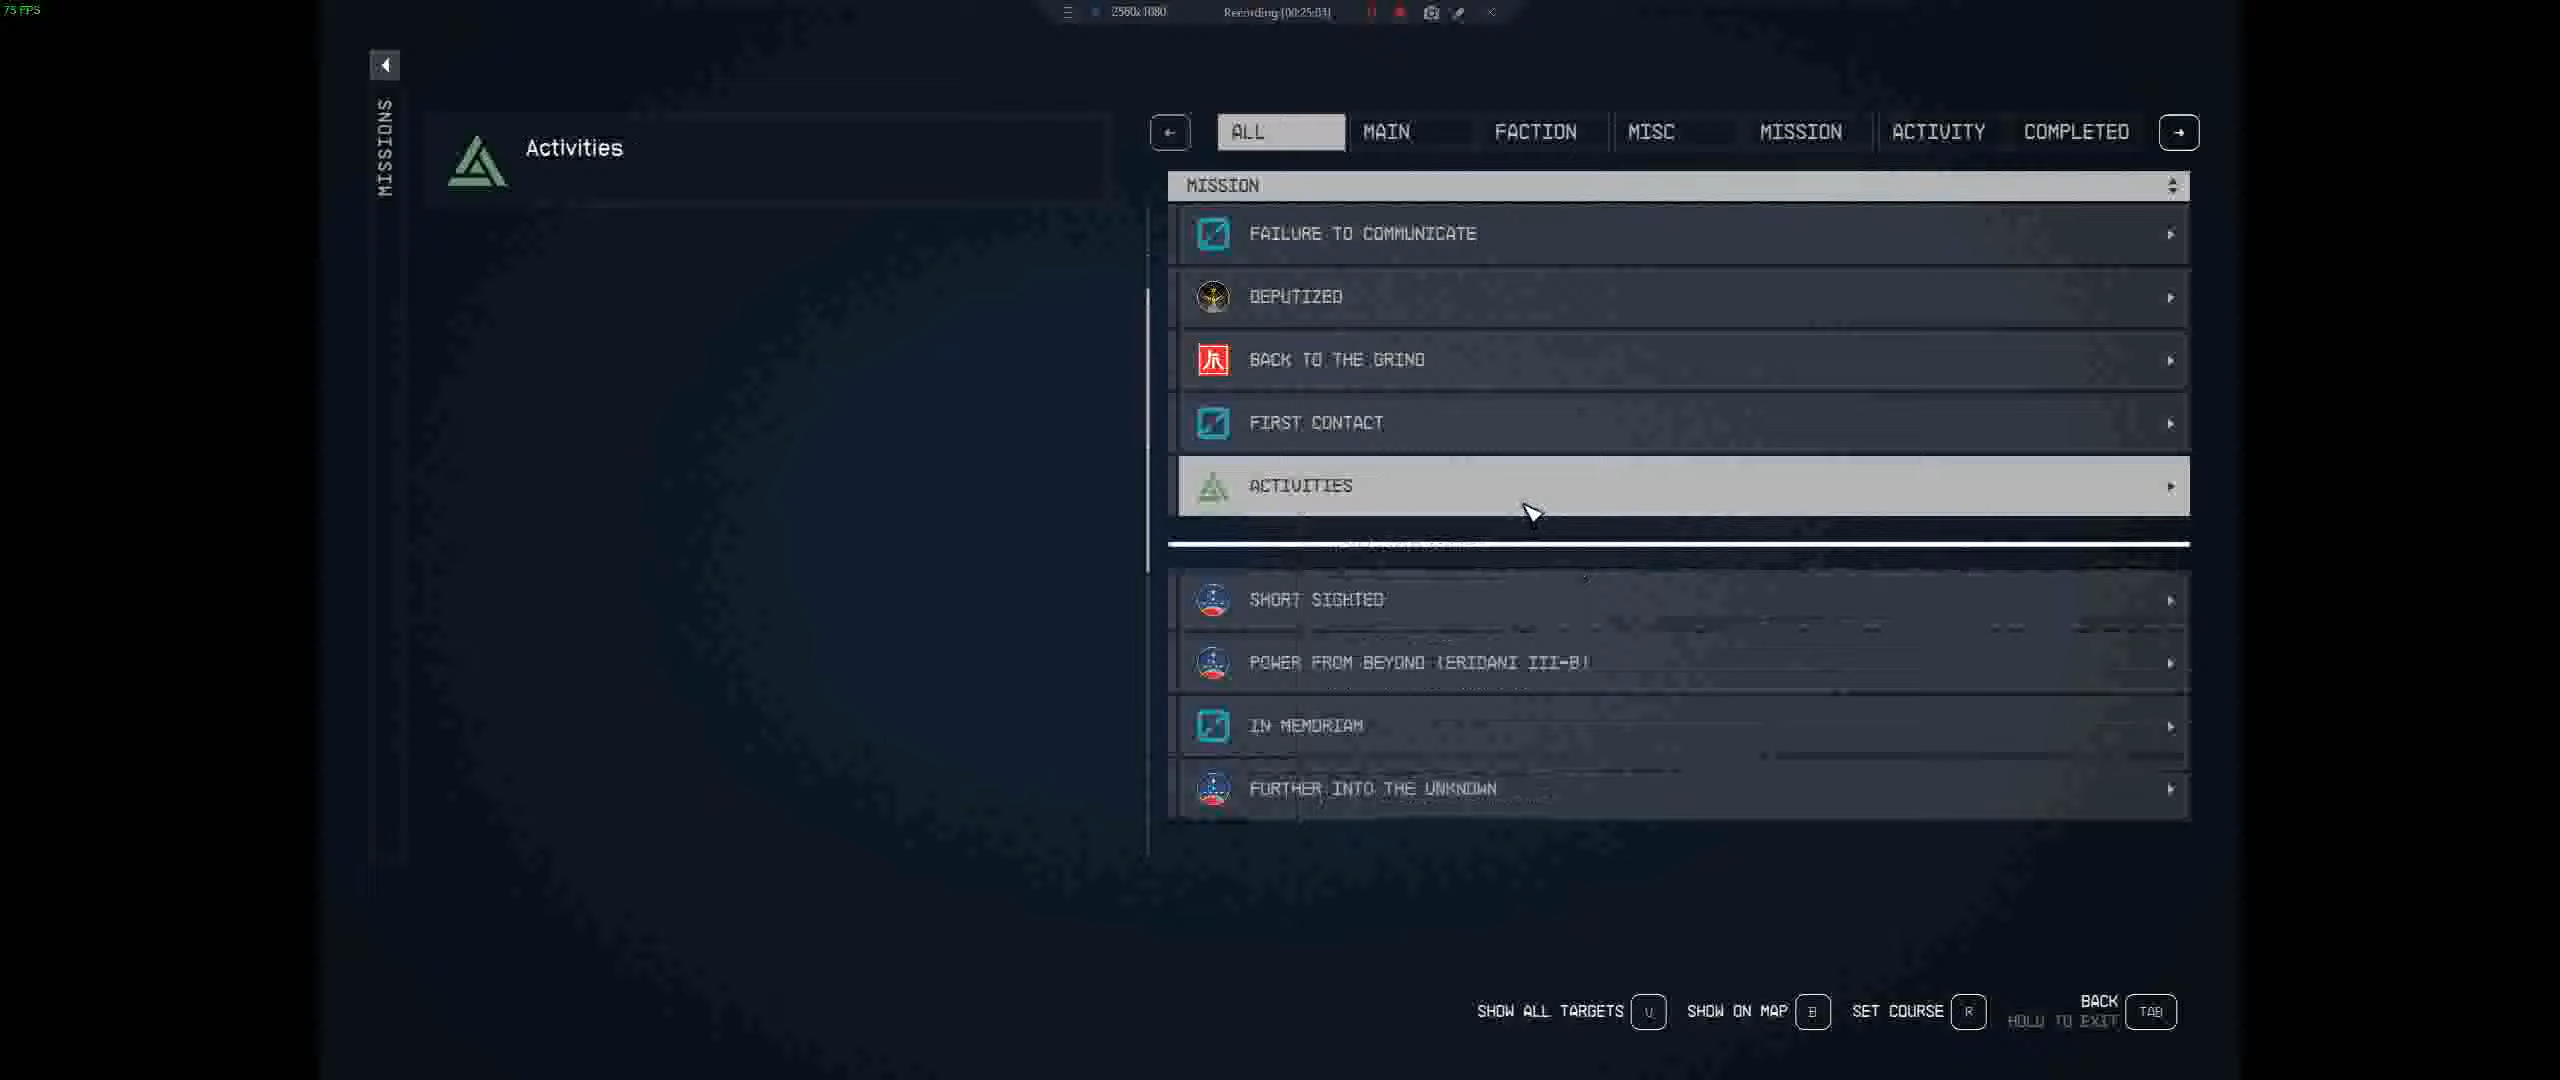 75 FPS
2560x1080
Recording [00:25:03]
MISSIONS
Activities
ALL
MAIN
FACTION
MISC
MISSION
ACTIVITY
COMPLETED
MISSION
FAILURE TO COMMUNICATE
DEPUTIZED
BACK TO THE GRIND
FIRST CONTACT
ACTIVITIES
SHORT SIGHTED
POWER FROM BEYOND (ERIDANI III-B)
IN MEMORIAM
FURTHER INTO THE UNKNOWN
SHOW ALL TARGETS
SHOW ON MAP B
SET COURSE R
BACK TAB
HOLD TO EXIT